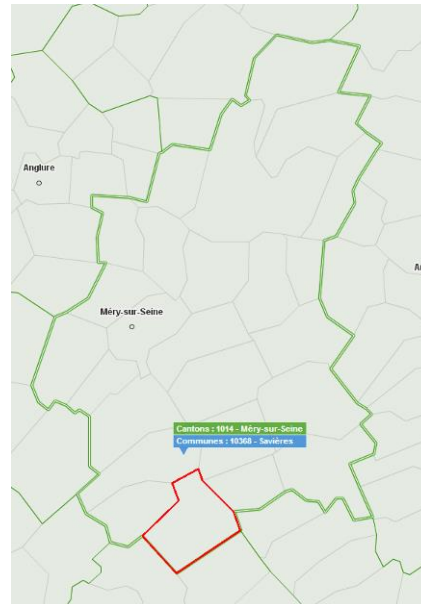 Anglure
Méry-sur-Seine
Cantons : 1014 - Méry-sur-Seine
Communes : 10368 - Savières